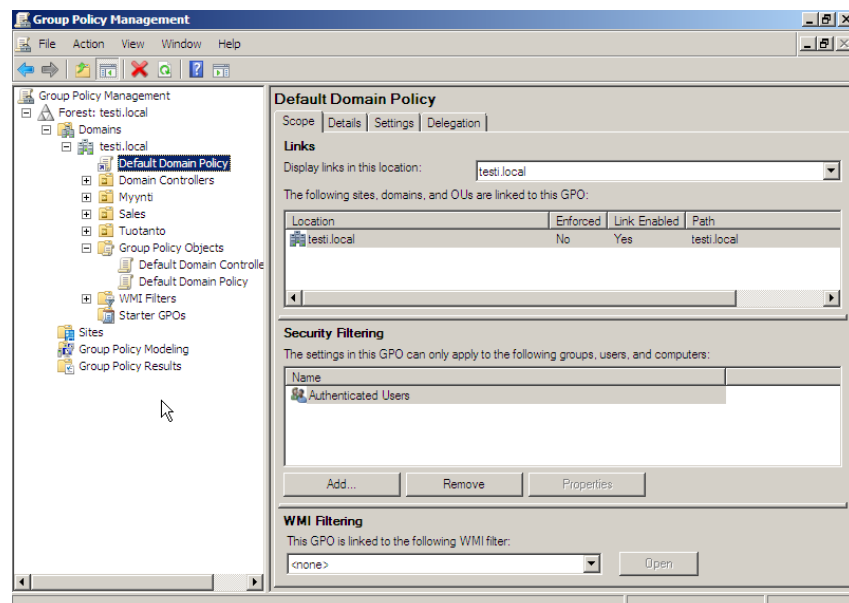 Group Policy Management
File Action View Window Help
Group Policy Management
Forest: testi.local
Domains
testi.local
Default Domain Policy
Domain Controllers
Myynti
Sales
Tuotanto
Group Policy Objects
Default Domain Controlle
Default Domain Policy
WMI Filters
Starter GPOs
Sites
Group Policy Modeling
Group Policy Results
Default Domain Policy
Scope Details Settings Delegation
Links
Display links in this location: testi.local
The following sites, domains, and OUs are linked to this GPO:
Location Enforced Link Enabled Path
testi.local No Yes testi.local
Security Filtering
The settings in this GPO can only apply to the following groups, users, and computers:
Name
Authenticated Users
Add... Remove Properties
WMI Filtering
This GPO is linked to the following WMI filter:
<none> Open